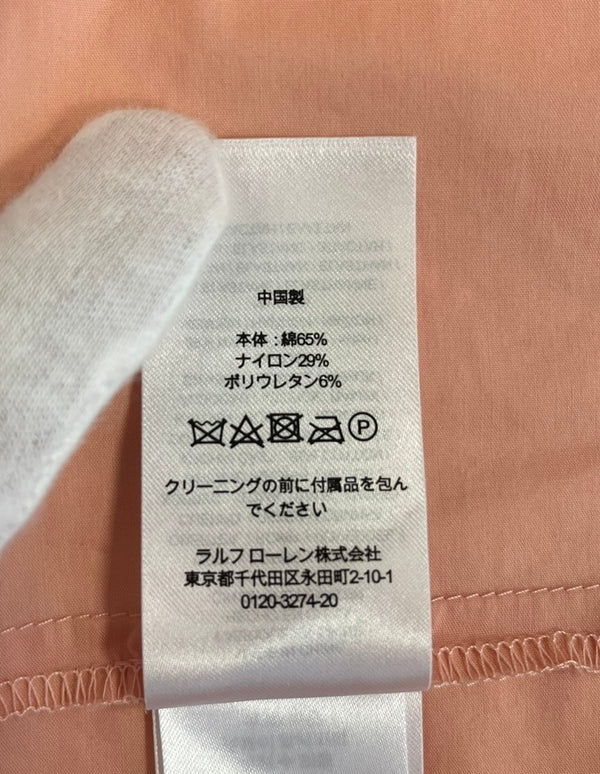 中国製
本体：綿65%
ナイロン29%
ポリウレタン6%
P
クリーニングの前に付属品を包ん
でください
ラルフ ローレン株式会社
東京都千代田区永田町2-10-1
0120-3274-20